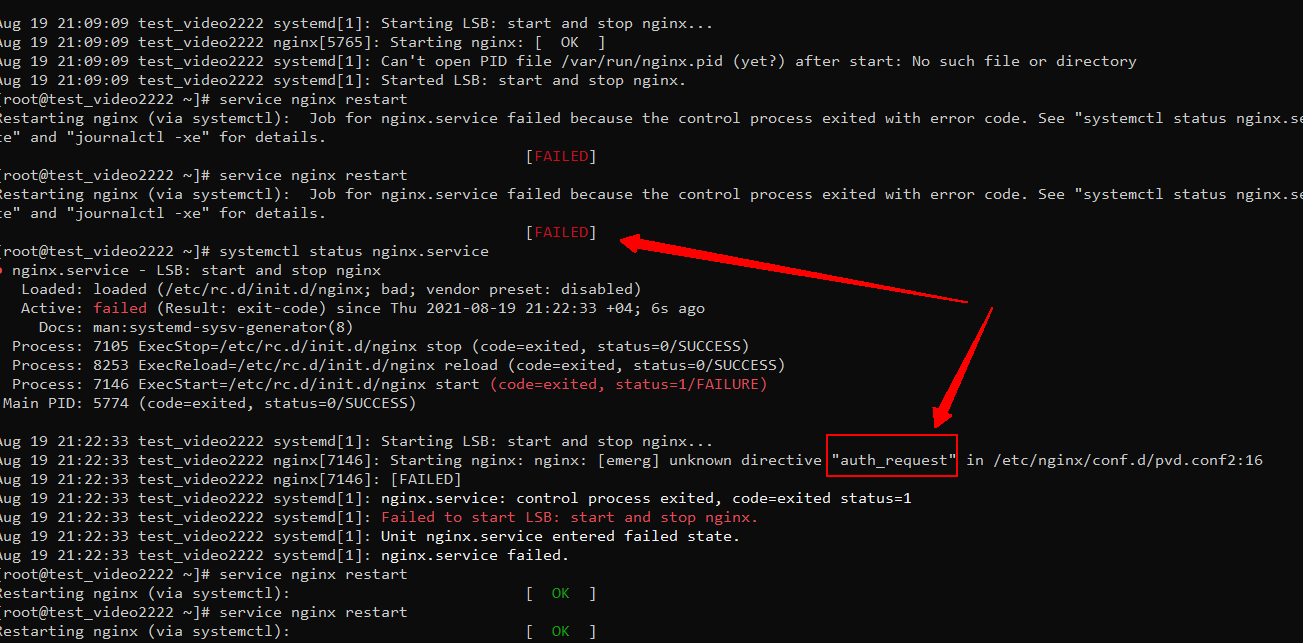 Aug 19 21:09:09 test_video2222 systemd[1]: Starting LSB: start and stop nginx...
Aug 19 21:09:09 test_video2222 nginx[5765]: Starting nginx: [  OK  ]
Aug 19 21:09:09 test_video2222 systemd[1]: Can't open PID file /var/run/nginx.pid (yet?) after start: No such file or directory
Aug 19 21:09:09 test_video2222 systemd[1]: Started LSB: start and stop nginx.
[root@test_video2222 ~]# service nginx restart
Restarting nginx (via systemctl):  Job for nginx.service failed because the control process exited with error code. See "systemctl status nginx.se
te" and "journalctl -xe" for details.
[FAILED]
[root@test_video2222 ~]# service nginx restart
Restarting nginx (via systemctl):  Job for nginx.service failed because the control process exited with error code. See "systemctl status nginx.se
te" and "journalctl -xe" for details.
[FAILED]
[root@test_video2222 ~]# systemctl status nginx.service
● nginx.service - LSB: start and stop nginx
Loaded: loaded (/etc/rc.d/init.d/nginx; bad; vendor preset: disabled)
Active: failed (Result: exit-code) since Thu 2021-08-19 21:22:33 +04; 6s ago
Docs: man:systemd-sysv-generator(8)
Process: 7105 ExecStop=/etc/rc.d/init.d/nginx stop (code=exited, status=0/SUCCESS)
Process: 8253 ExecReload=/etc/rc.d/init.d/nginx reload (code=exited, status=0/SUCCESS)
Process: 7146 ExecStart=/etc/rc.d/init.d/nginx start (code=exited, status=1/FAILURE)
Main PID: 5774 (code=exited, status=0/SUCCESS)
Aug 19 21:22:33 test_video2222 systemd[1]: Starting LSB: start and stop nginx...
Aug 19 21:22:33 test_video2222 nginx[7146]: Starting nginx: nginx: [emerg] unknown directive "auth_request" in /etc/nginx/conf.d/pvd.conf2:16
Aug 19 21:22:33 test_video2222 nginx[7146]: [FAILED]
Aug 19 21:22:33 test_video2222 systemd[1]: nginx.service: control process exited, code=exited status=1
Aug 19 21:22:33 test_video2222 systemd[1]: Failed to start LSB: start and stop nginx.
Aug 19 21:22:33 test_video2222 systemd[1]: Unit nginx.service entered failed state.
Aug 19 21:22:33 test_video2222 systemd[1]: nginx.service failed.
[root@test_video2222 ~]# service nginx restart
Restarting nginx (via systemctl):  [  OK  ]
[root@test_video2222 ~]# service nginx restart
Restarting nginx (via systemctl):  [  OK  ]